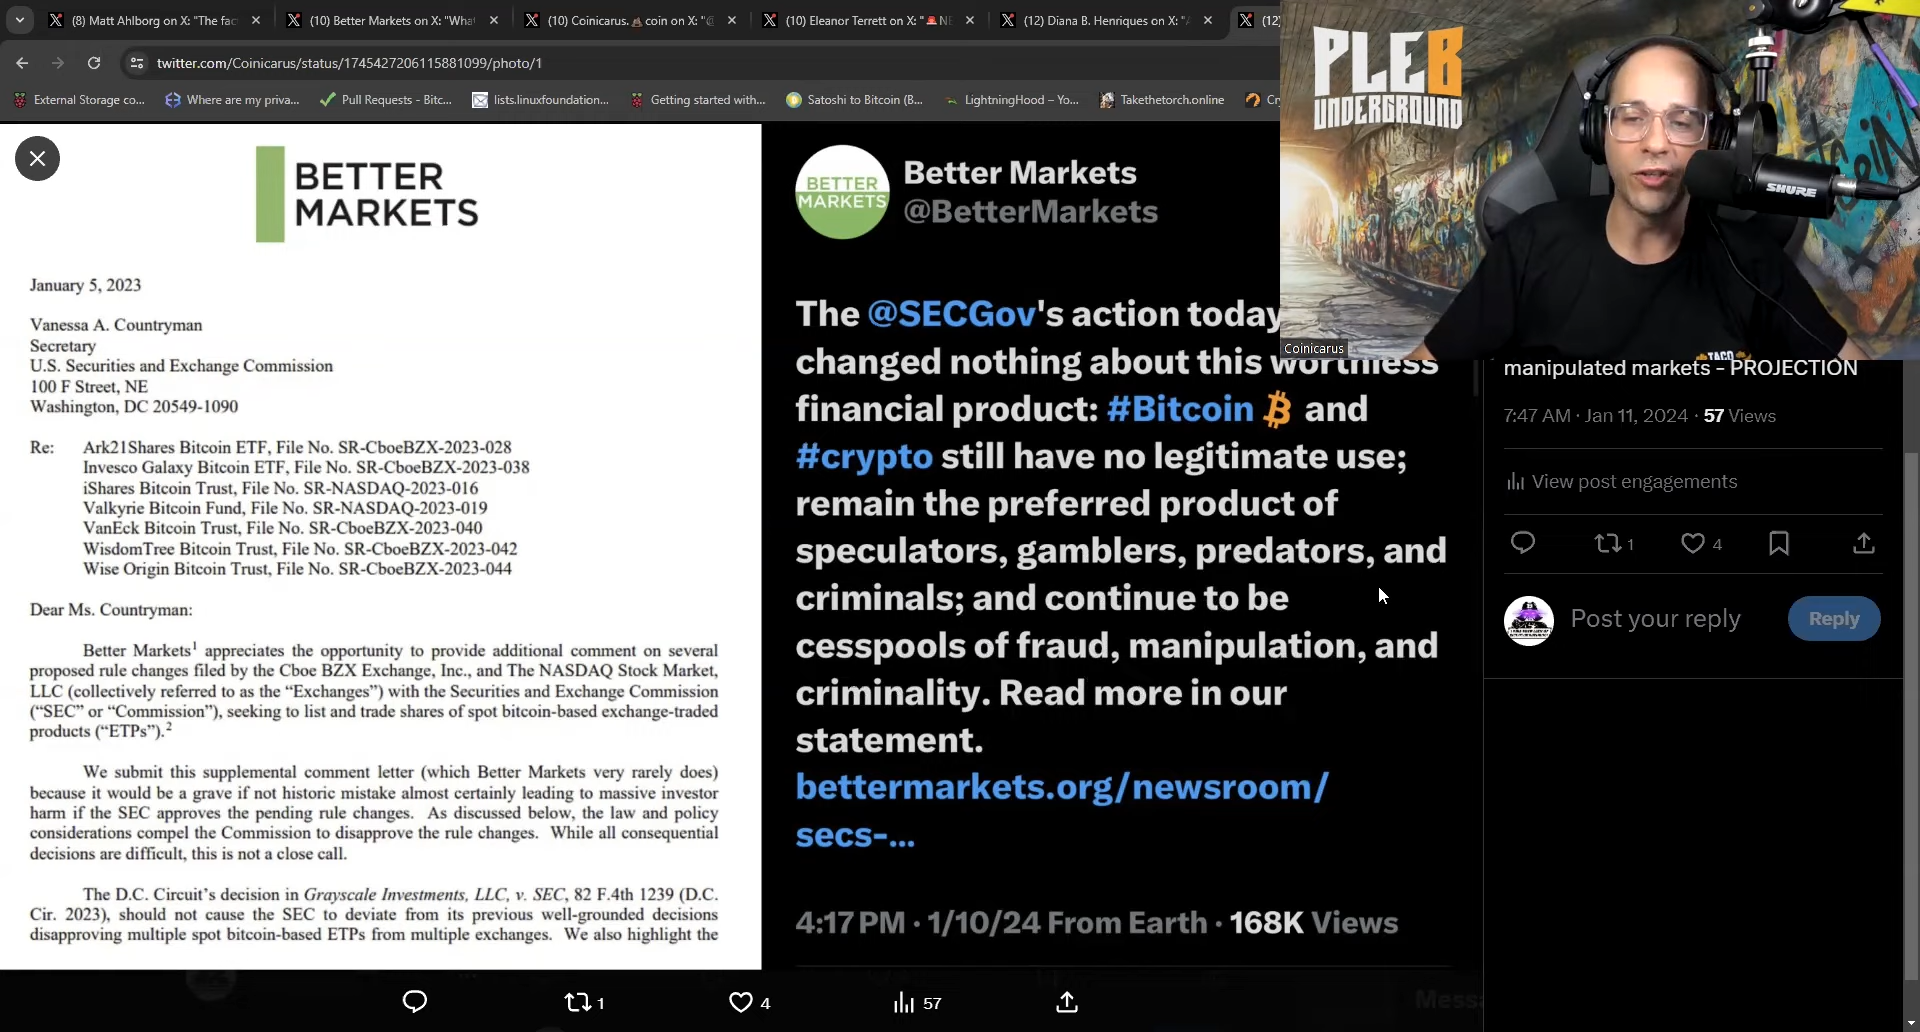 (8) Matt Ahlborg on X: "The fac
(10) Better Markets on X: "What
(10) Coinicarus. coin on X: "@
(10) Eleanor Terrett on X: "🚨NE
(12) Diana B. Henriques on X: "A
(12)
twitter.com/Coinicarus/status/1745427206115881099/photo/1
External Storage co...
Where are my priva...
Pull Requests - Bitc...
lists.linuxfoundation...
Getting started with...
Satoshi to Bitcoin (B...
LightningHood – Yo...
Takethetorch.online
BETTER
MARKETS
January 5, 2023
Vanessa A. Countryman
Secretary
U.S. Securities and Exchange Commission
100 F Street, NE
Washington, DC 20549-1090
Re: Ark21Shares Bitcoin ETF, File No. SR-CboeBZX-2023-028
Invesco Galaxy Bitcoin ETF, File No. SR-CboeBZX-2023-038
iShares Bitcoin Trust, File No. SR-NASDAQ-2023-016
Valkyrie Bitcoin Fund, File No. SR-NASDAQ-2023-019
VanEck Bitcoin Trust, File No. SR-CboeBZX-2023-040
WisdomTree Bitcoin Trust, File No. SR-CboeBZX-2023-042
Wise Origin Bitcoin Trust, File No. SR-CboeBZX-2023-044
Dear Ms. Countryman:
Better Markets¹ appreciates the opportunity to provide additional comment on several
proposed rule changes filed by the Cboe BZX Exchange, Inc., and The NASDAQ Stock Market,
LLC (collectively referred to as the “Exchanges”) with the Securities and Exchange Commission
(“SEC” or “Commission”), seeking to list and trade shares of spot bitcoin-based exchange-traded
products (“ETPs”).²
We submit this supplemental comment letter (which Better Markets very rarely does)
because it would be a grave if not historic mistake almost certainly leading to massive investor
harm if the SEC approves the pending rule changes. As discussed below, the law and policy
considerations compel the Commission to disapprove the rule changes. While all consequential
decisions are difficult, this is not a close call.
The D.C. Circuit’s decision in Grayscale Investments, LLC, v. SEC, 82 F.4th 1239 (D.C.
Cir. 2023), should not cause the SEC to deviate from its previous well-grounded decisions
disapproving multiple spot bitcoin-based ETPs from multiple exchanges. We also highlight the
BETTER
MARKETS
Better Markets
@BetterMarkets
The @SECGov's action today
changed nothing about this worthless
financial product: #Bitcoin ₿ and
#crypto still have no legitimate use;
remain the preferred product of
speculators, gamblers, predators, and
criminals; and continue to be
cesspools of fraud, manipulation, and
criminality. Read more in our
statement.
bettermarkets.org/newsroom/
secs-...
4:17 PM · 1/10/24 From Earth · 168K Views
1
4
57
PLEB
UNDERGROUND
SHURE
TACO
Coinicarus
manipulated markets - PROJECTION
7:47 AM · Jan 11, 2024 · 57 Views
View post engagements
1
4
Post your reply
Reply